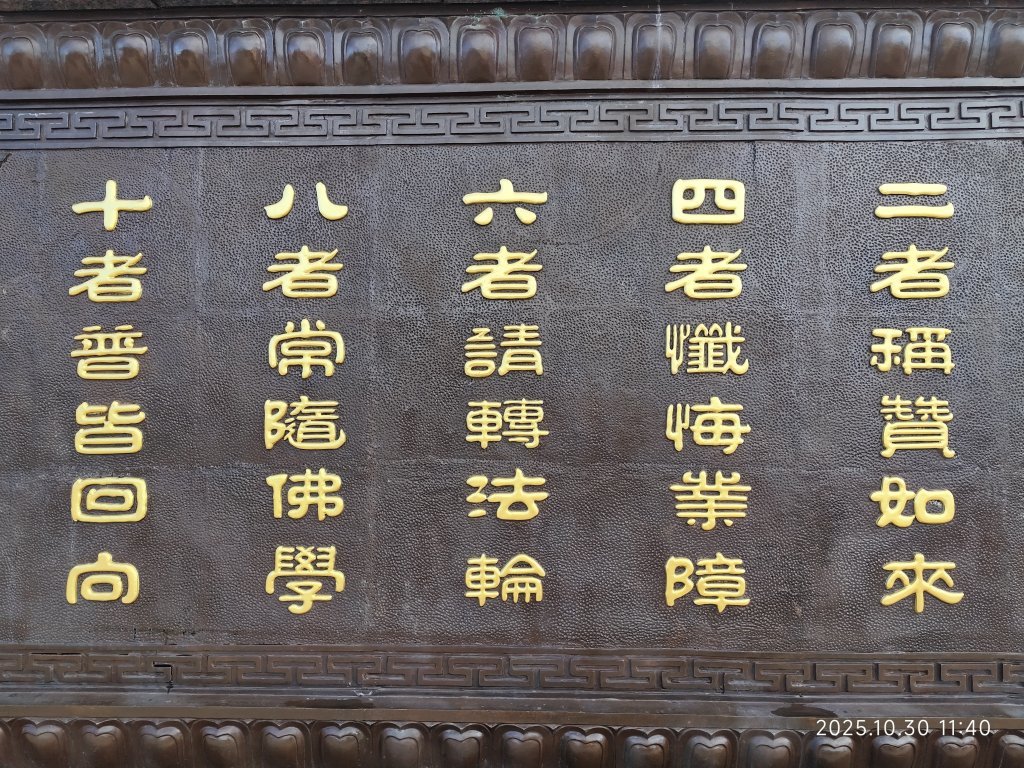 二者稱贊如來
四者懺悔業障
六者請轉法輪
八者常隨佛學
十者普皆回向
2025.10.30 11:40